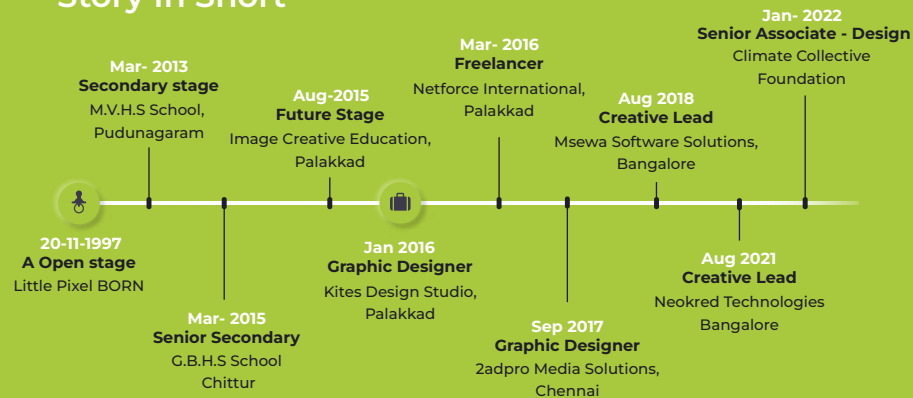 Story In Short
Mar- 2013
Secondary stage
M.V.H.S School,
Pudunagaram
Aug-2015
Future Stage
Image Creative Education,
Palakkad
Mar- 2016
Freelancer
Netforce International,
Palakkad
Aug 2018
Creative Lead
Msewa Software Solutions,
Bangalore
Jan- 2022
Senior Associate - Design
Climate Collective
Foundation
20-11-1997
A Open stage
Little Pixel BORN
Mar- 2015
Senior Secondary
G.B.H.S School
Chittur
Jan 2016
Graphic Designer
Kites Design Studio,
Palakkad
Sep 2017
Graphic Designer
2adpro Media Solutions,
Chennai
Aug 2021
Creative Lead
Neokred Technologies
Bangalore